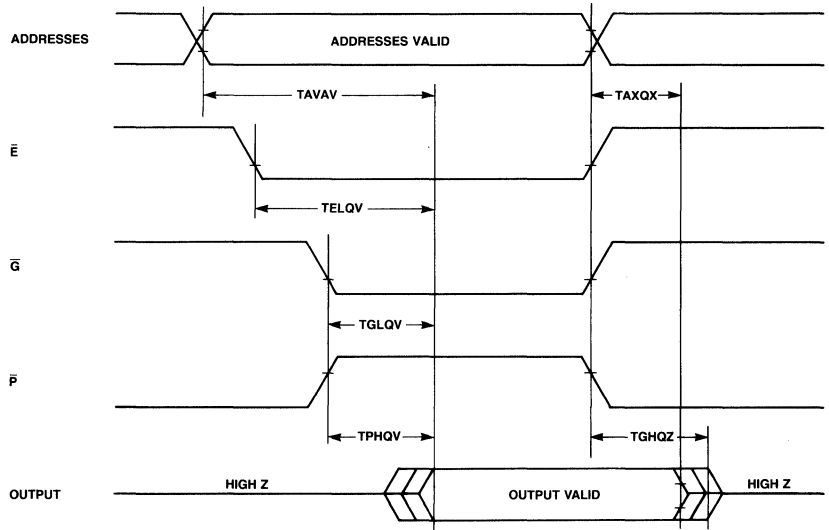 ADDRESSES
ADDRESSES VALID
TAVAV
TAXQX
E̅
TELQV
G̅
TGLQV
P̅
TPHQV
TGHQZ
OUTPUT
HIGH Z
OUTPUT VALID
HIGH Z